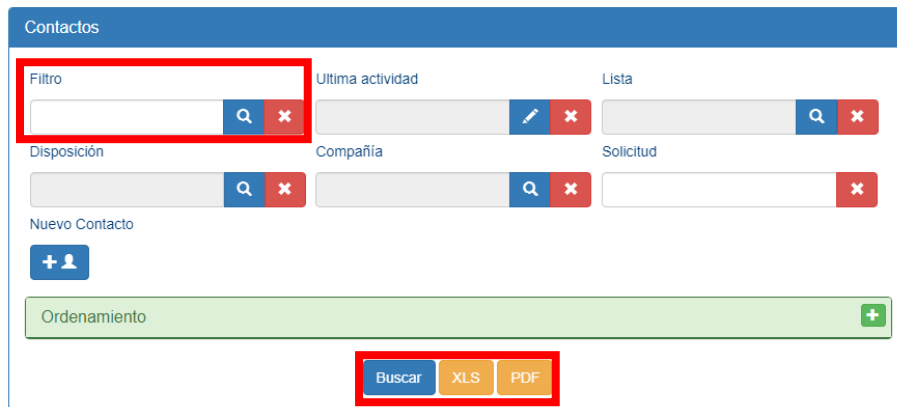 Contactos
Filtro Ultima actividad Lista
Disposición Compañía Solicitud
Nuevo Contacto
Ordenamiento
Buscar XLS PDF